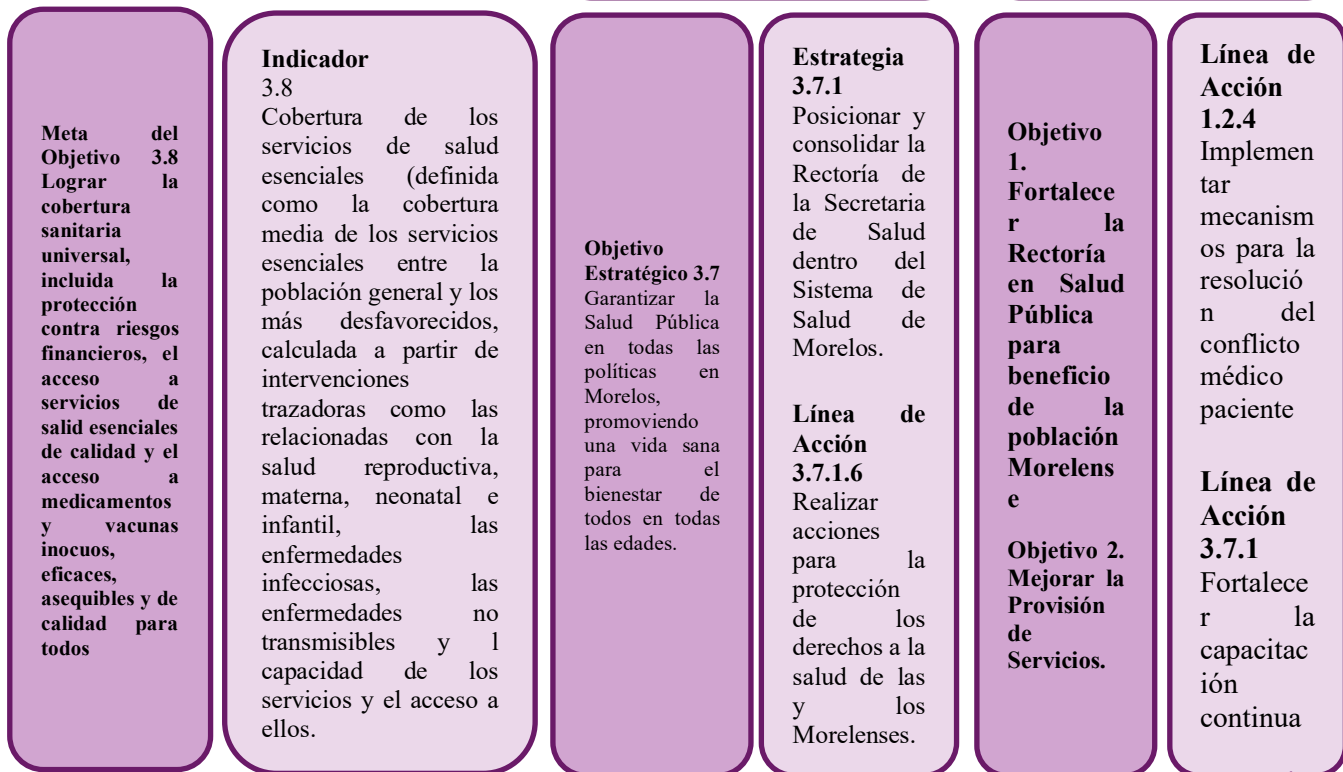 Meta del
Objetivo 3.8
Lograr la
cobertura
sanitaria
universal,
incluida la
protección
contra riesgos
financieros, el
acceso a
servicios de
salid esenciales
de calidad y el
acceso a
medicamentos
y vacunas
inocuos,
eficaces,
asequibles y de
calidad para
todos
Indicador
3.8
Cobertura de los
servicios de salud
esenciales (definida
como la cobertura
media de los servicios
esenciales entre la
población general y los
más desfavorecidos,
calculada a partir de
intervenciones
trazadoras como las
relacionadas con la
salud reproductiva,
materna, neonatal e
infantil, las
enfermedades
infecciosas, las
enfermedades no
transmisibles y l
capacidad de los
servicios y el acceso a
ellos.
Objetivo
Estratégico 3.7
Garantizar la
Salud Pública
en todas las
políticas en
Morelos,
promoviendo
una vida sana
para el
bienestar de
todos en todas
las edades.
Estrategia
3.7.1
Posicionar y
consolidar la
Rectoría de
la Secretaria
de Salud
dentro del
Sistema de
Salud de
Morelos.
Línea de
Acción
3.7.1.6
Realizar
acciones
para la
protección
de los
derechos a la
salud de las
y los
Morelenses.
Objetivo
1.
Fortalece
r la
Rectoría
en Salud
Pública
para
beneficio
de la
población
Morelens
e
Objetivo 2.
Mejorar la
Provisión
de
Servicios.
Línea de
Acción
1.2.4
Implemen
tar
mecanism
os para la
resolució
n del
conflicto
médico
paciente
Línea de
Acción
3.7.1
Fortalece
r la
capacitac
ión
continua